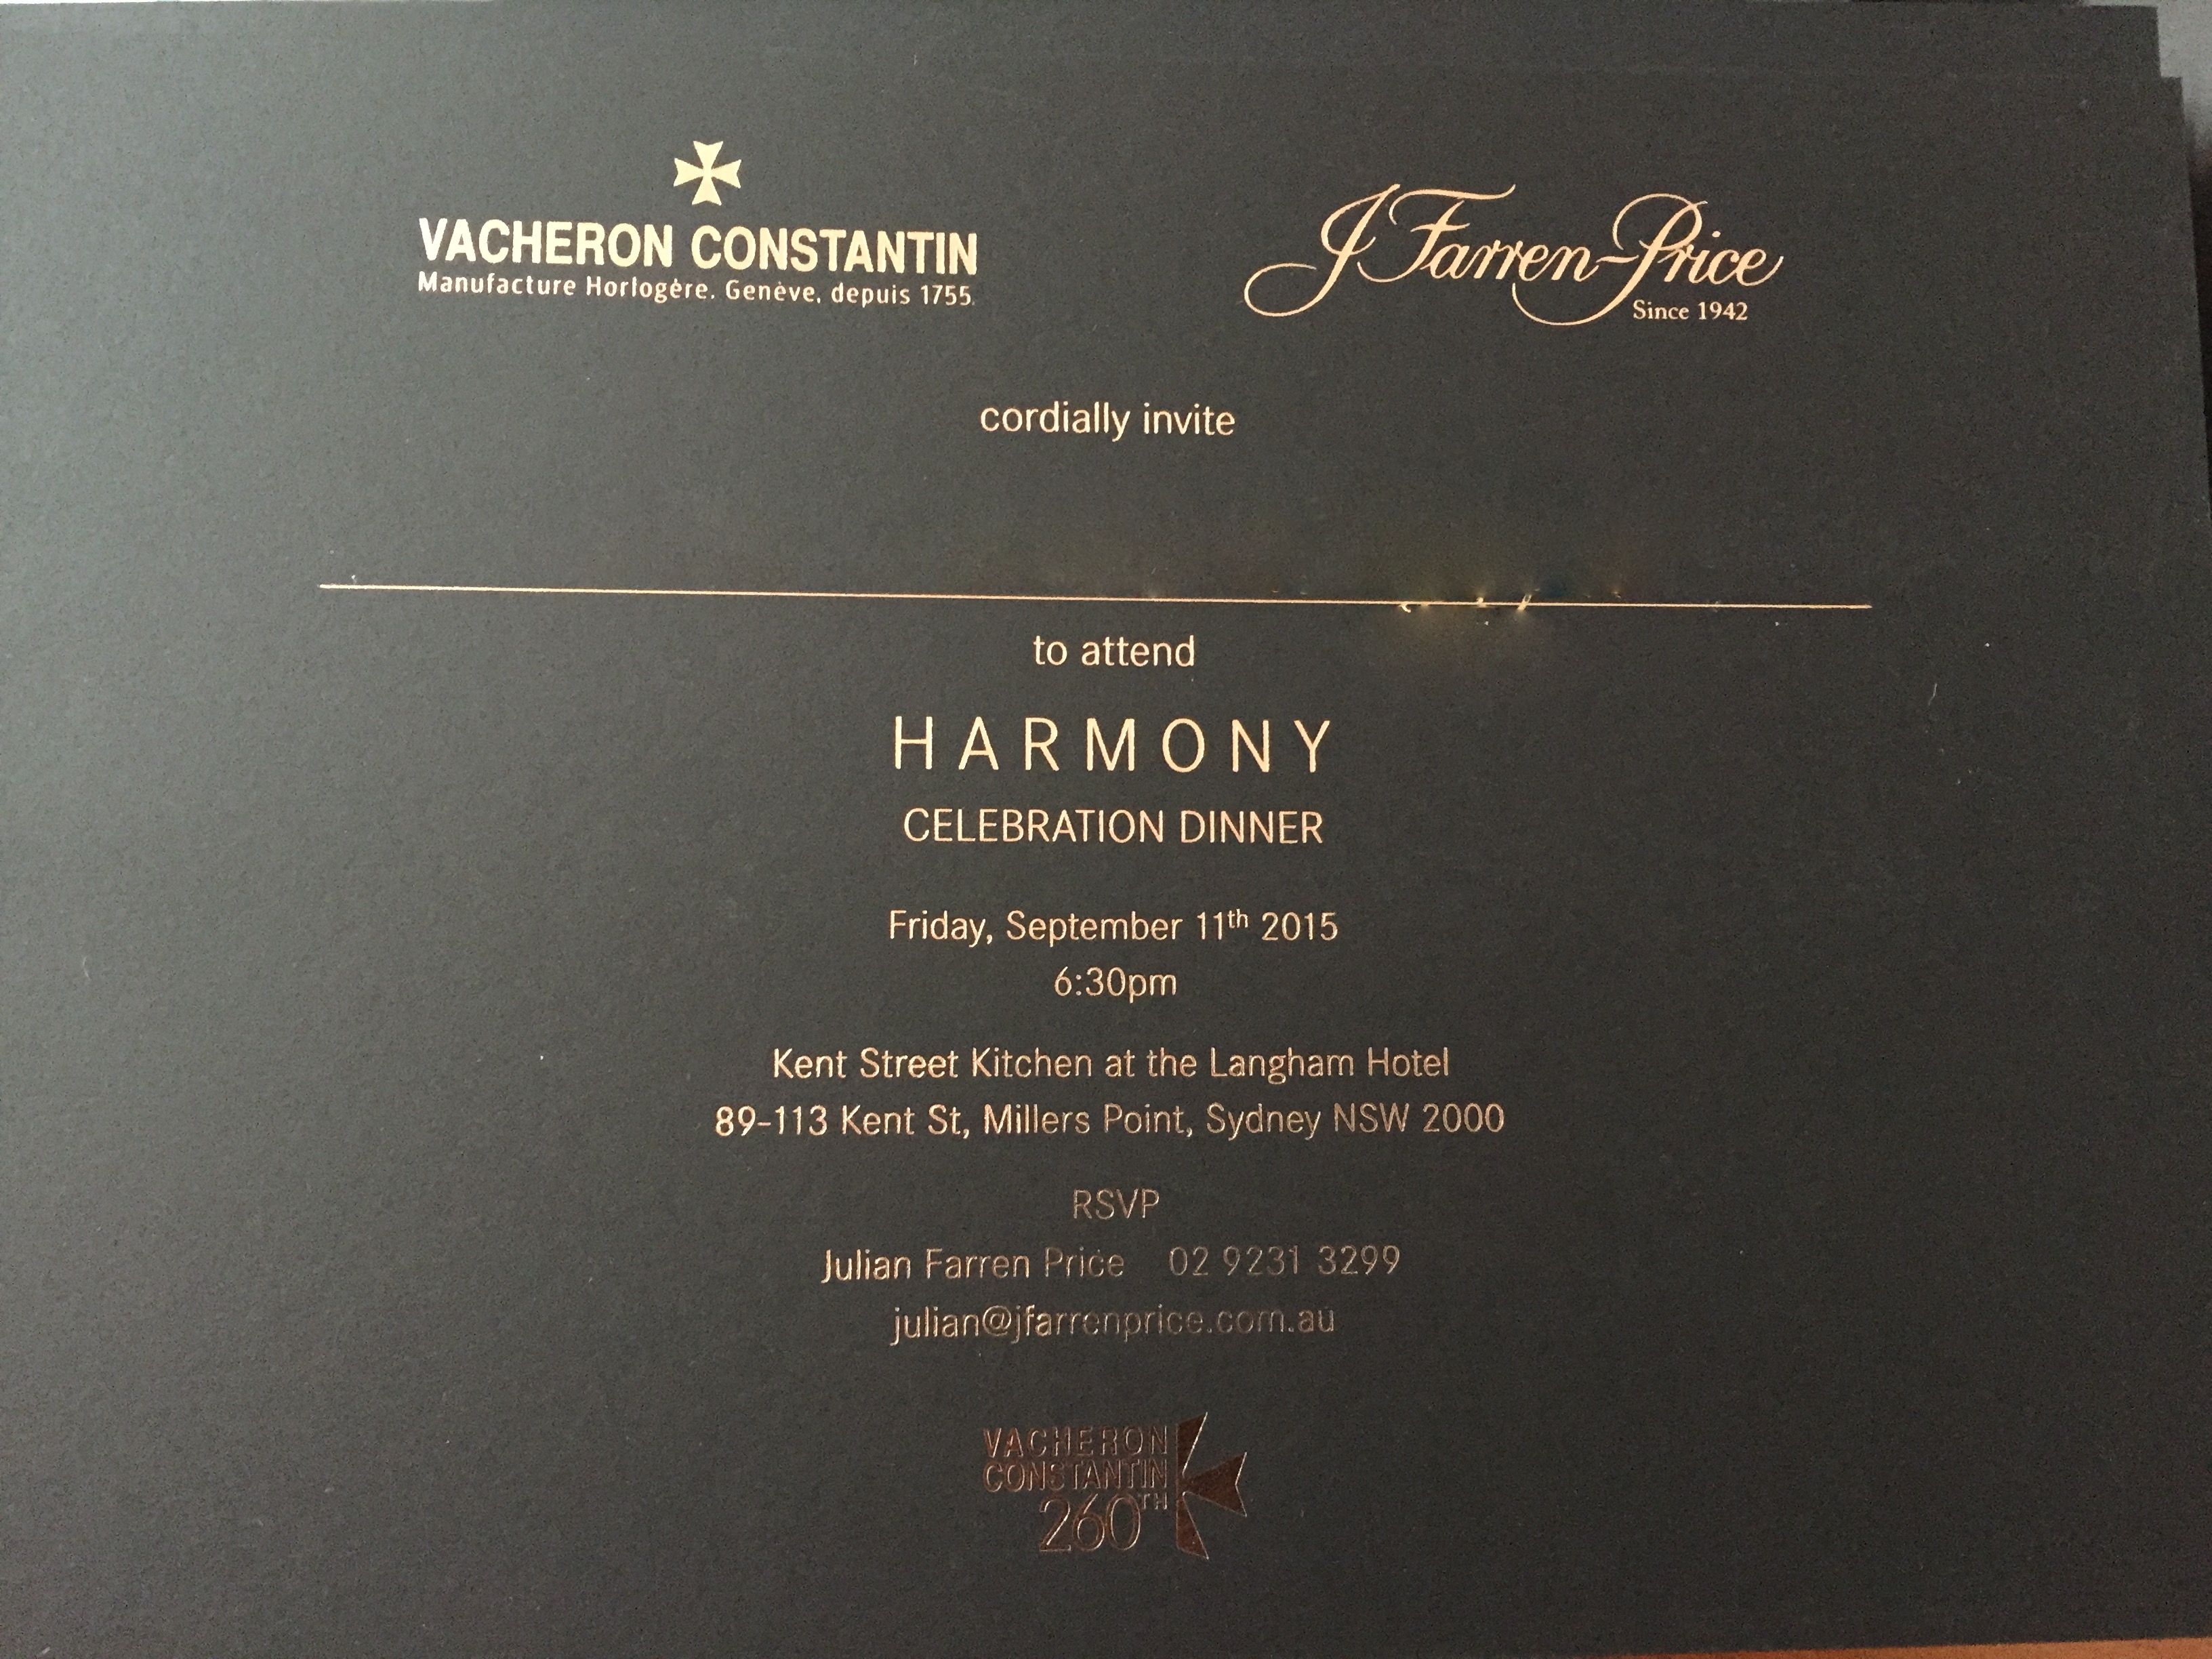 VACHERON CONSTANTIN
Manufacture Horlogère, Genève, depuis 1755.
J Farren-Price
Since 1942
cordially invite
to attend
HARMONY
CELEBRATION DINNER
Friday, September 11th 2015
6:30pm
Kent Street Kitchen at the Langham Hotel
89-113 Kent St, Millers Point, Sydney NSW 2000
RSVP
Julian Farren Price 02 9231 3299
julian@jfarrenprice.com.au
VACHERON
CONSTANTIN
260TH